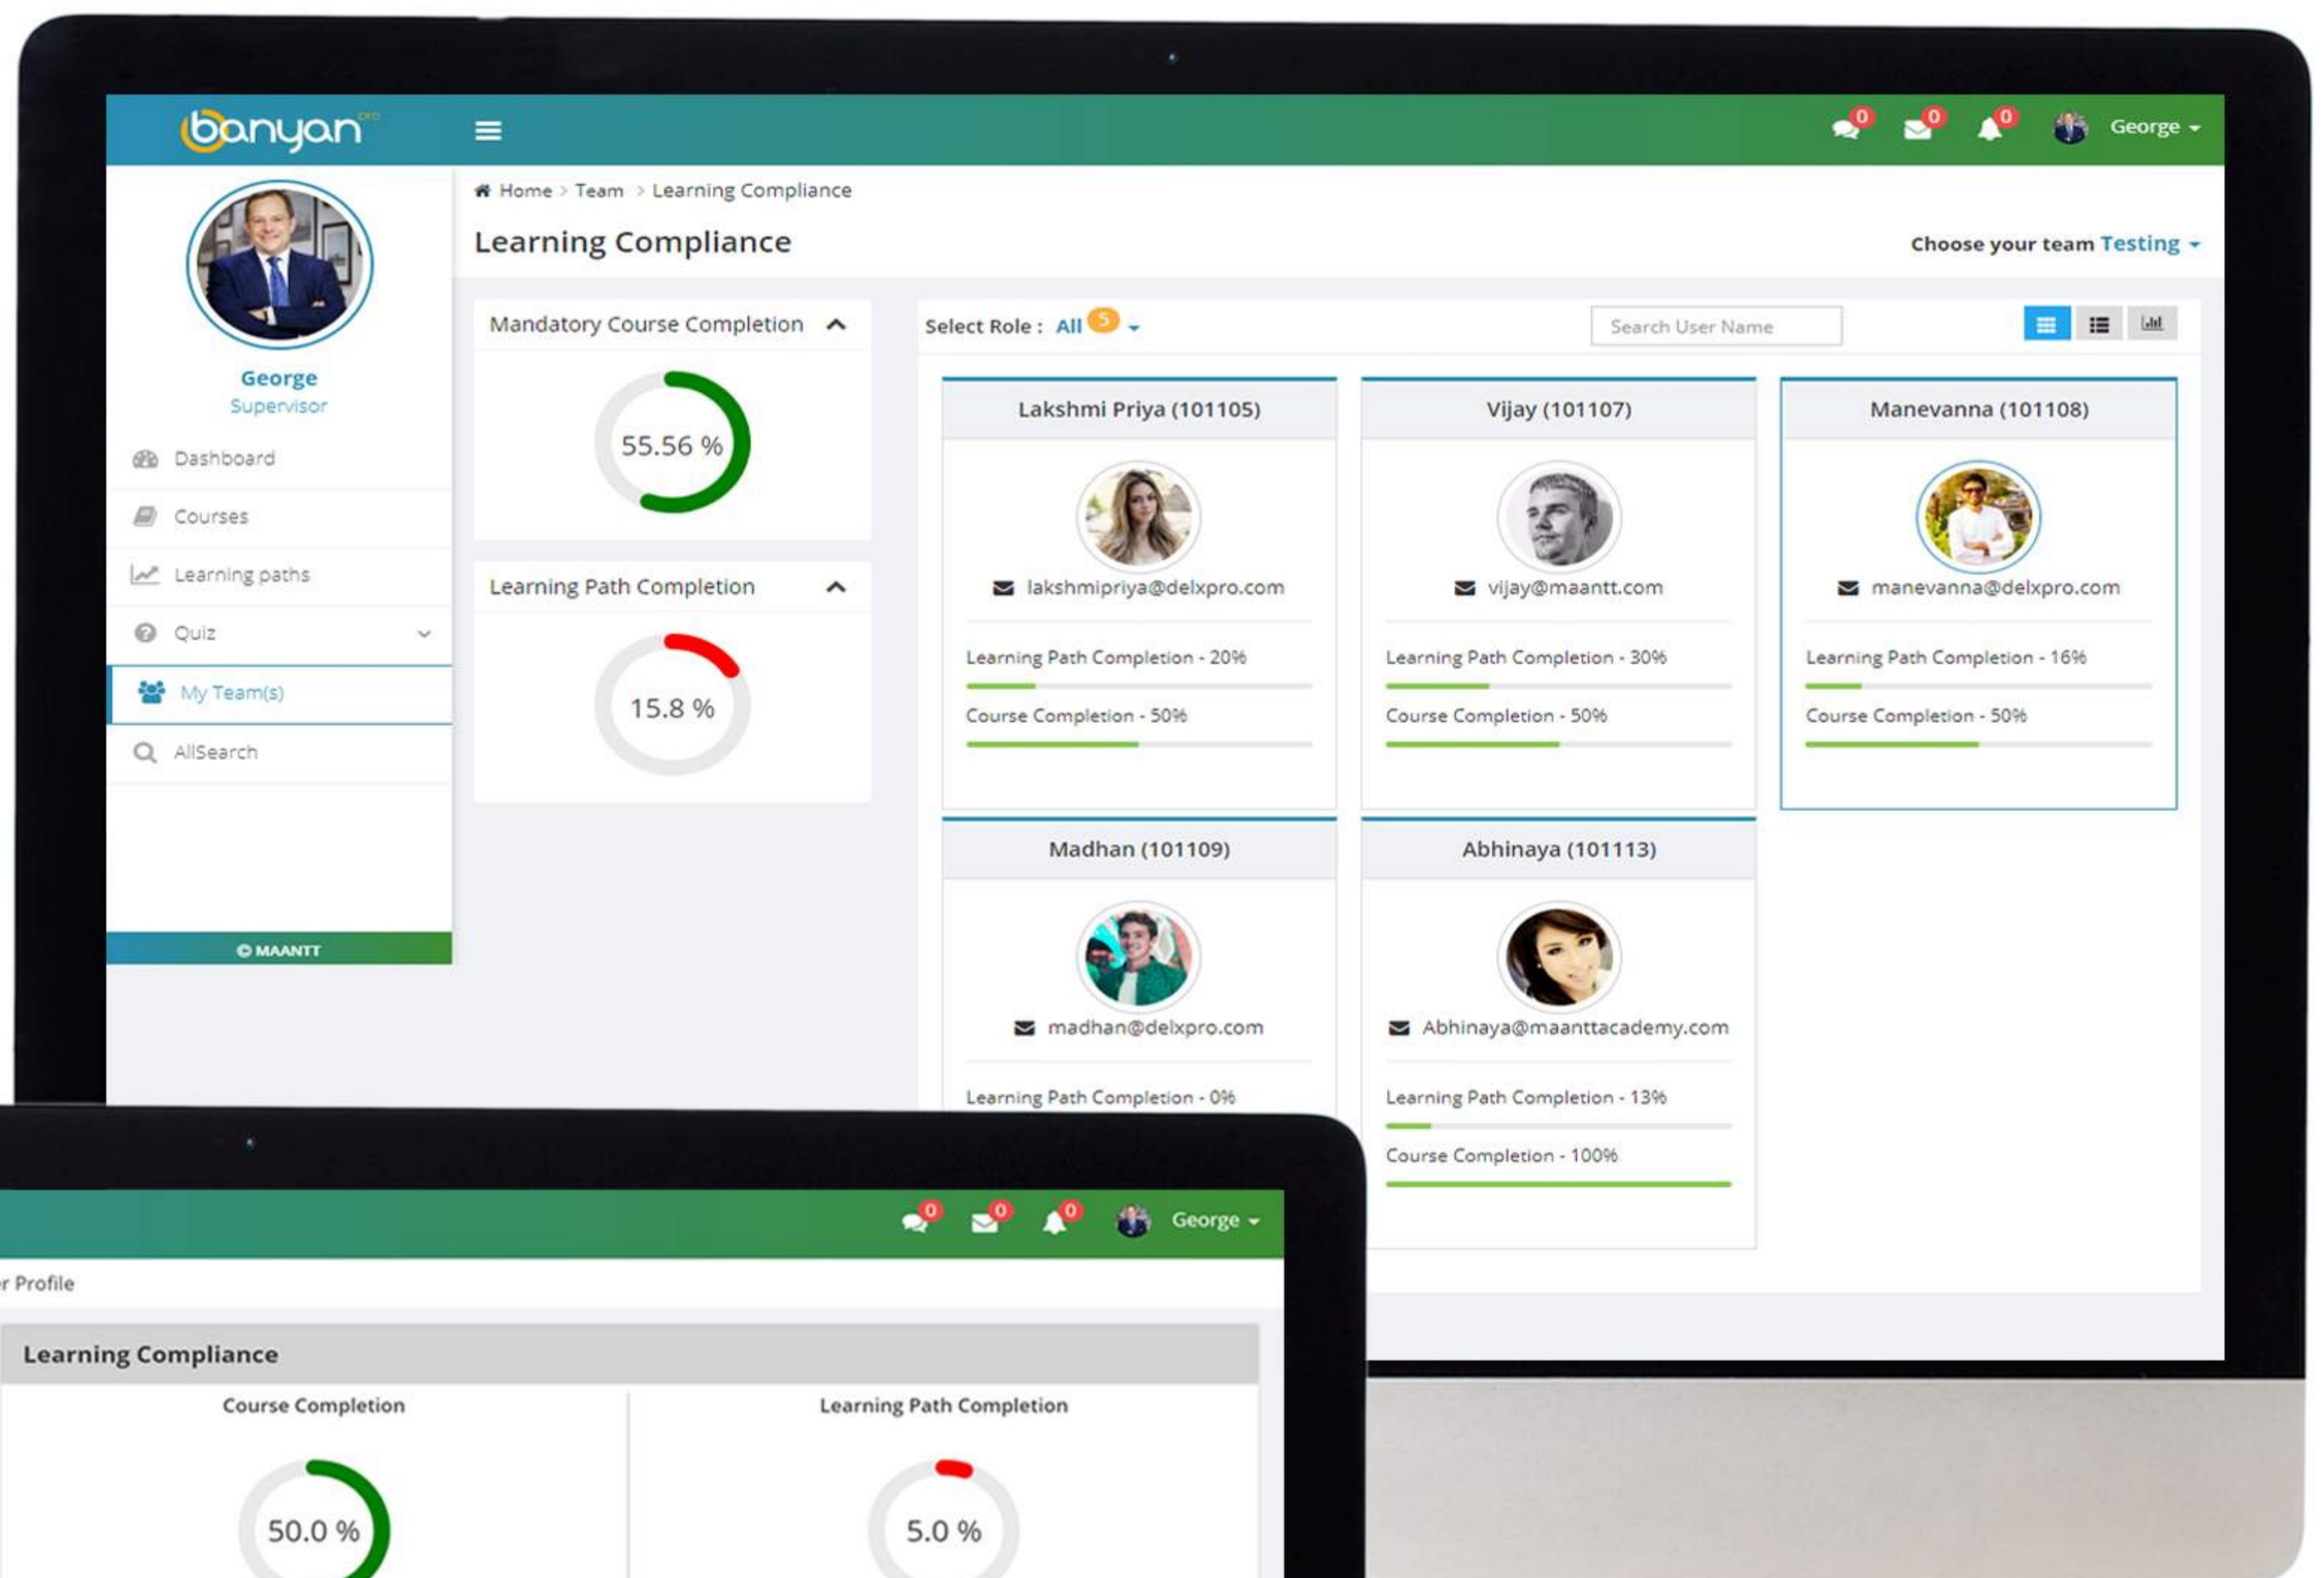 banyan pro
0 0 0 George
Home > Team > Learning Compliance
Learning Compliance
Choose your team Testing
George
Supervisor
Dashboard
Courses
Learning paths
Quiz
My Team(s)
AllSearch
© MAANTT
Mandatory Course Completion
55.56 %
Learning Path Completion
15.8 %
Select Role : All 5
Search User Name
Lakshmi Priya (101105)
lakshmipriya@delxpro.com
Learning Path Completion - 20%
Course Completion - 50%
Vijay (101107)
vijay@maantt.com
Learning Path Completion - 30%
Course Completion - 50%
Manevanna (101108)
manevanna@delxpro.com
Learning Path Completion - 16%
Course Completion - 50%
Madhan (101109)
madhan@delxpro.com
Learning Path Completion - 0%
Abhinaya (101113)
Abhinaya@maanttacademy.com
Learning Path Completion - 13%
Course Completion - 100%
0 0 0 George
r Profile
Learning Compliance
Course Completion
50.0 %
Learning Path Completion
5.0 %